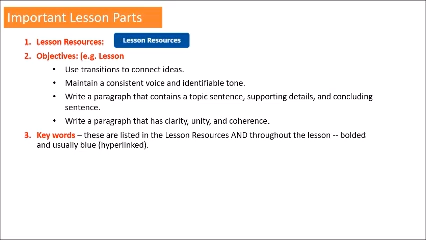 Important Lesson Parts
1. Lesson Resources: Lesson Resources
2. Objectives: (e.g. Lesson
• Use transitions to connect ideas.
• Maintain a consistent voice and identifiable tone.
• Write a paragraph that contains a topic sentence, supporting details, and concluding
sentence.
• Write a paragraph that has clarity, unity, and coherence.
3. Key words – these are listed in the Lesson Resources AND throughout the lesson -- bolded
and usually blue (hyperlinked).